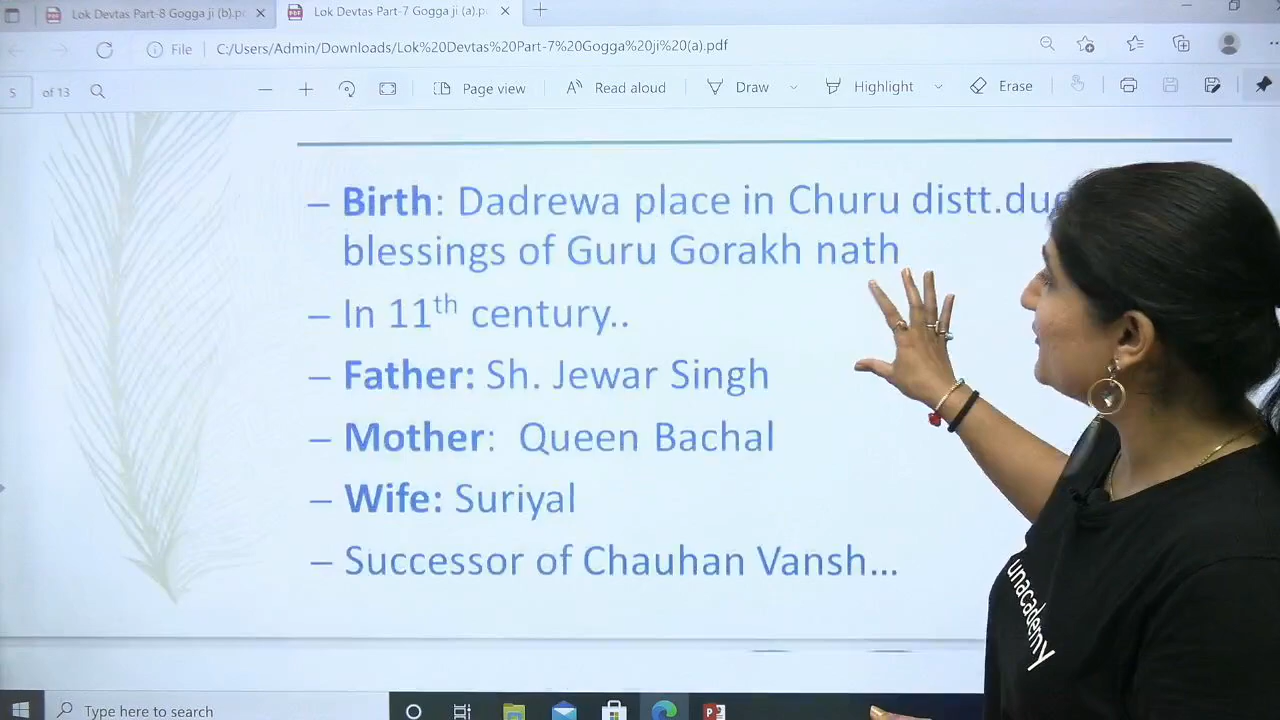 Lok Devtas Part-8 Gogga ji (b).p
Lok Devtas Part-7 Gogga ji (a).p
File C:/Users/Admin/Downloads/Lok%20Devtas%20Part-7%20Gogga%20ji%20(a).pdf
5 of 13 Page view Read aloud Draw Highlight Erase
– Birth: Dadrewa place in Churu distt.due
blessings of Guru Gorakh nath
– In 11th century..
– Father: Sh. Jewar Singh
– Mother: Queen Bachal
– Wife: Suriyal
– Successor of Chauhan Vansh...
unacademy
Type here to search